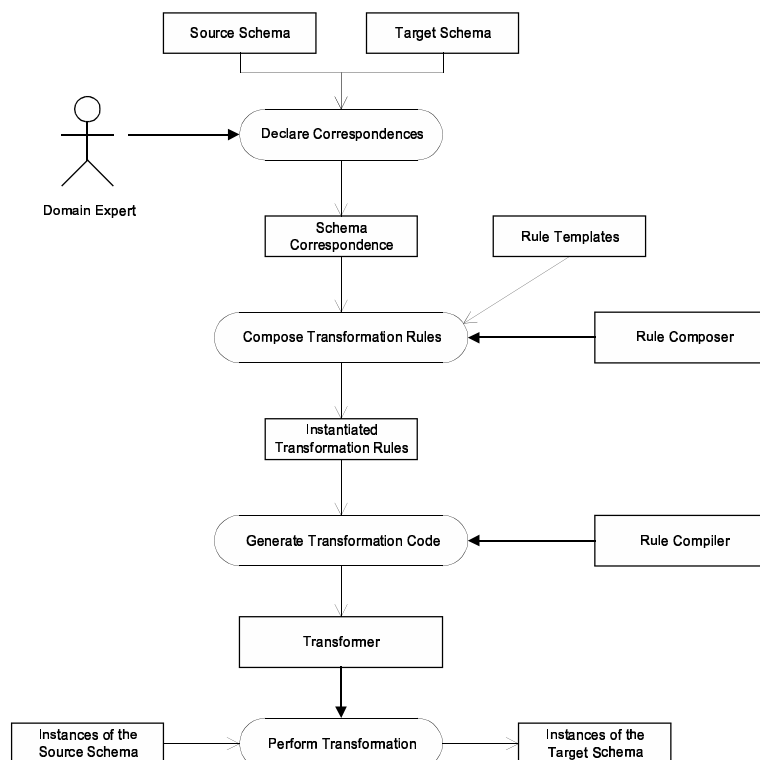 Source Schema
Target Schema
Declare Correspondences
Domain Expert
Schema
Correspondence
Rule Templates
Compose Transformation Rules
Rule Composer
Instantiated
Transformation Rules
Generate Transformation Code
Rule Compiler
Transformer
Instances of the
Source Schema
Perform Transformation
Instances of the
Target Schema